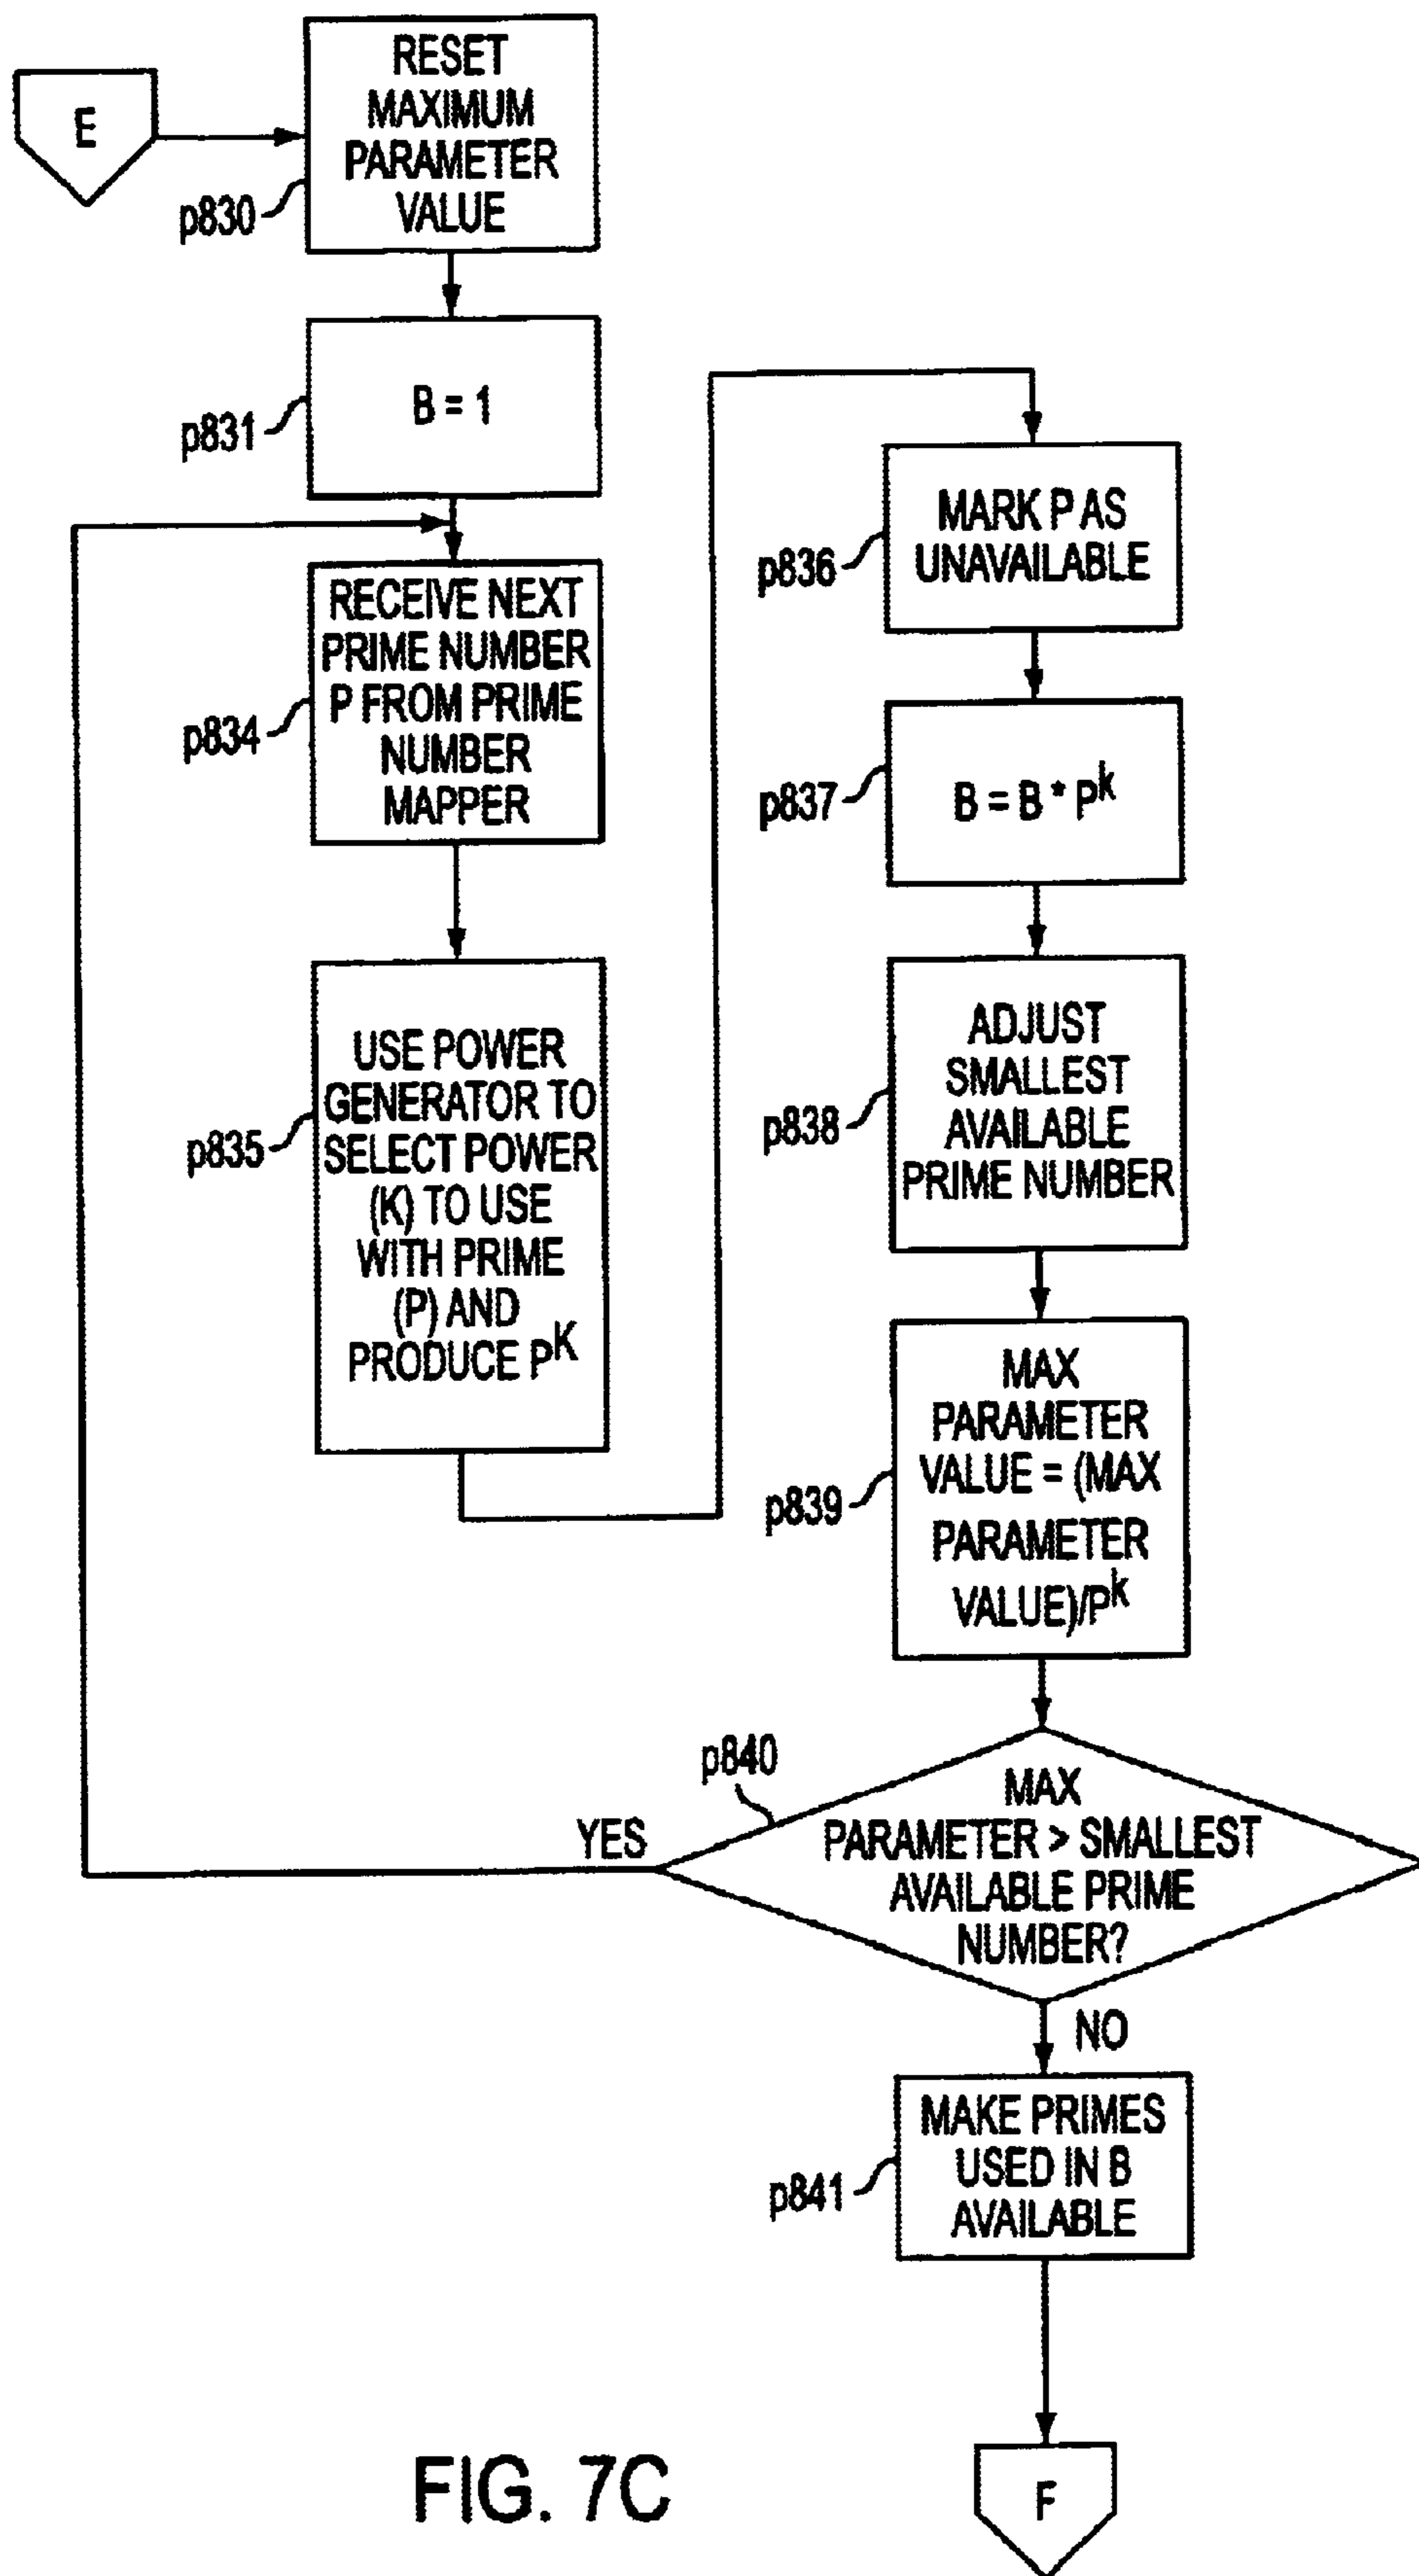 E
RESET
MAXIMUM
PARAMETER
VALUE
p830
B = 1
p831
RECEIVE NEXT
PRIME NUMBER
P FROM PRIME
NUMBER
MAPPER
p834
USE POWER
GENERATOR TO
SELECT POWER
(K) TO USE
WITH PRIME
(P) AND
PRODUCE P^K
p835
MARK P AS
UNAVAILABLE
p836
B = B * P^k
p837
ADJUST
SMALLEST
AVAILABLE
PRIME NUMBER
p838
MAX
PARAMETER
VALUE = (MAX
PARAMETER
VALUE)/P^k
p839
p840
MAX
PARAMETER > SMALLEST
AVAILABLE PRIME
NUMBER?
YES
NO
MAKE PRIMES
USED IN B
AVAILABLE
p841
F
FIG. 7C